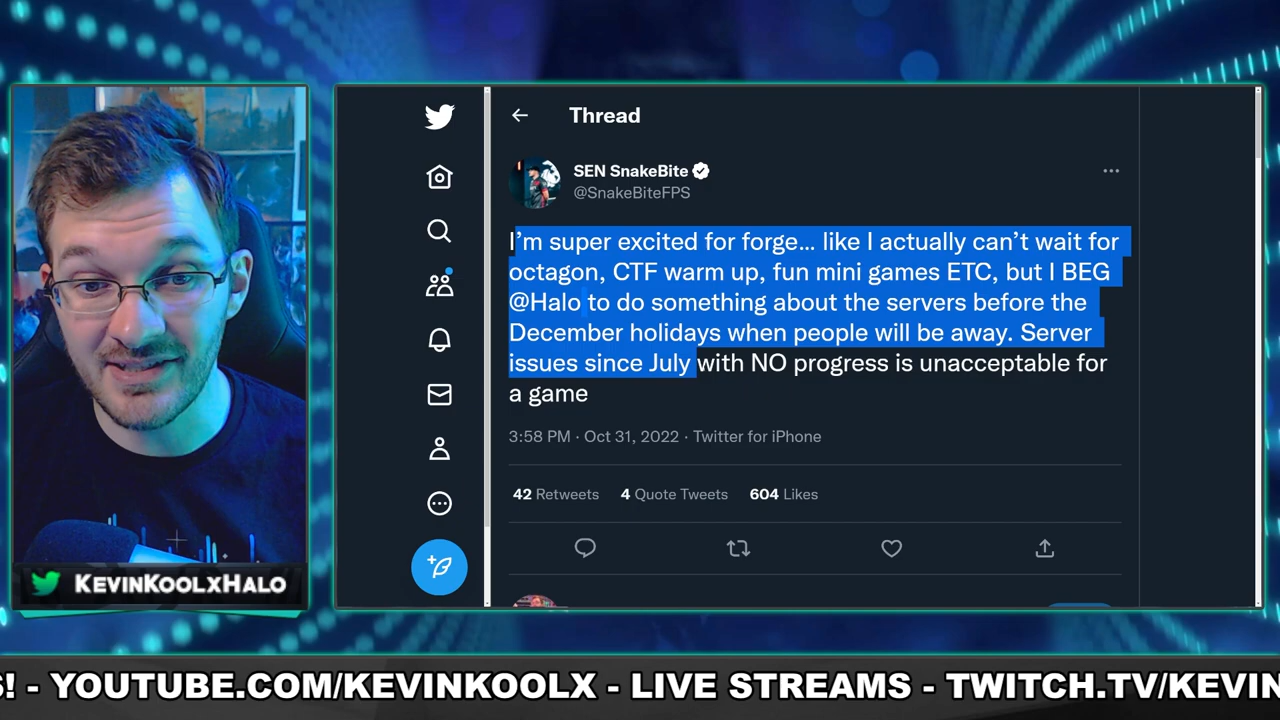 Thread
SEN SnakeBite
@SnakeBiteFPS
I'm super excited for forge... like I actually can't wait for
octagon, CTF warm up, fun mini games ETC, but I BEG
@Halo to do something about the servers before the
December holidays when people will be away. Server
issues since July with NO progress is unacceptable for
a game
3:58 PM · Oct 31, 2022 · Twitter for iPhone
42 Retweets 4 Quote Tweets 604 Likes
KEVINKOOLXHALO
S! - YOUTUBE.COM/KEVINKOOLX - LIVE STREAMS - TWITCH.TV/KEVIN